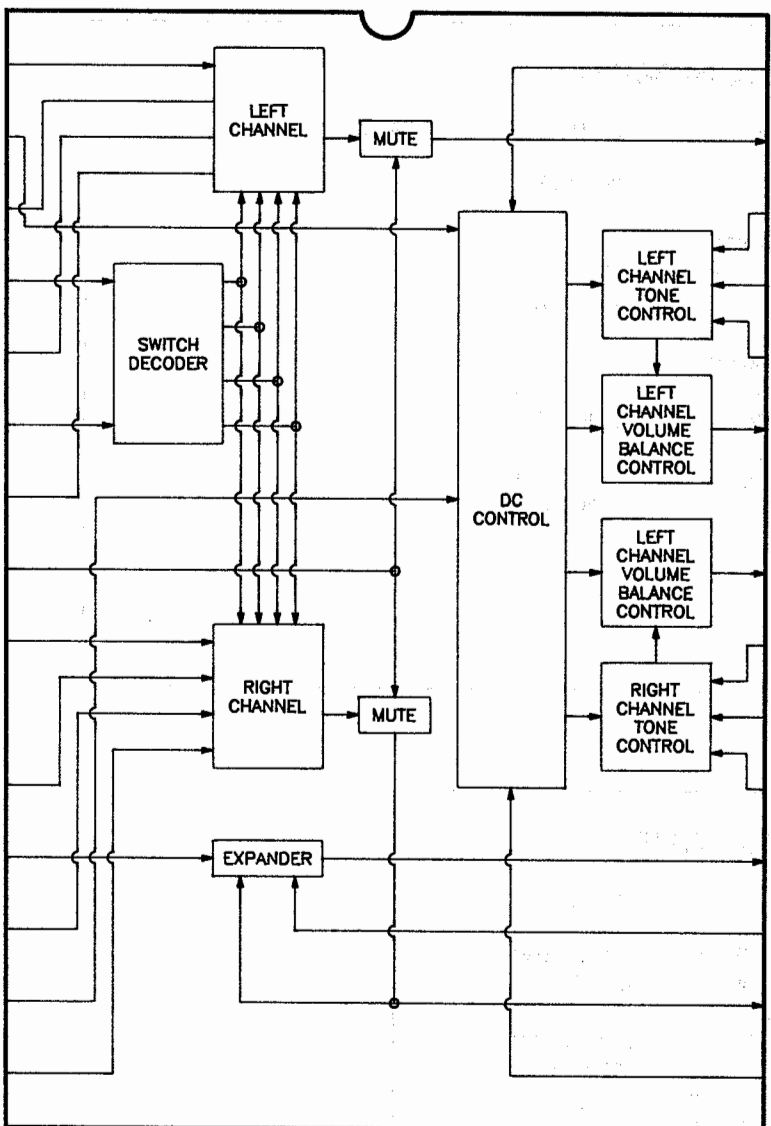 LEFT
CHANNEL
MUTE
LEFT
CHANNEL
TONE
CONTROL
SWITCH
DECODER
LEFT
CHANNEL
VOLUME
BALANCE
CONTROL
DC
CONTROL
LEFT
CHANNEL
VOLUME
BALANCE
CONTROL
RIGHT
CHANNEL
MUTE
RIGHT
CHANNEL
TONE
CONTROL
EXPANDER